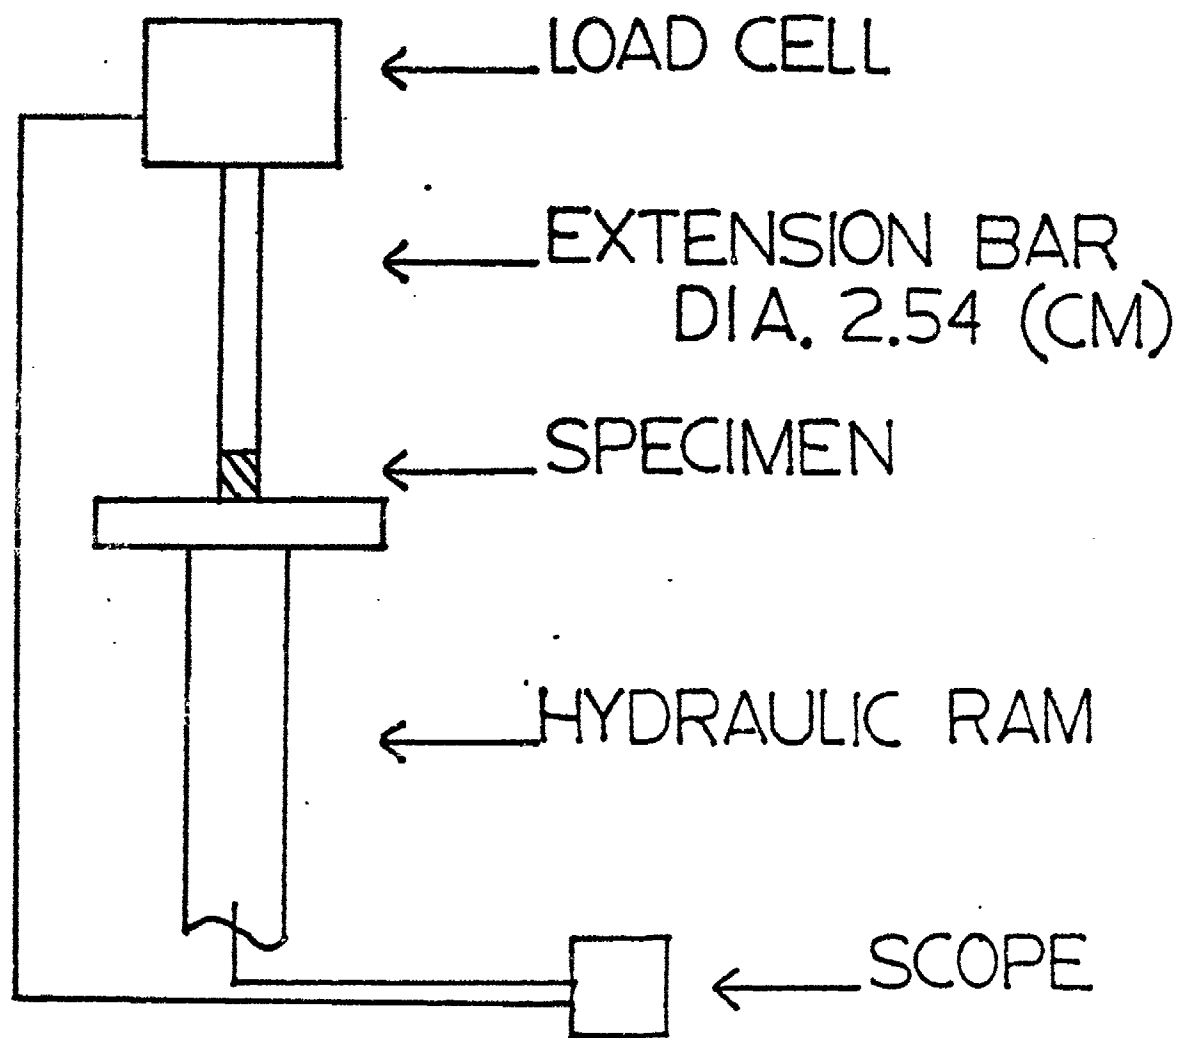 LOAD CELL
EXTENSION BAR
DIA. 2.54 (CM)
SPECIMEN
HYDRAULIC RAM
SCOPE